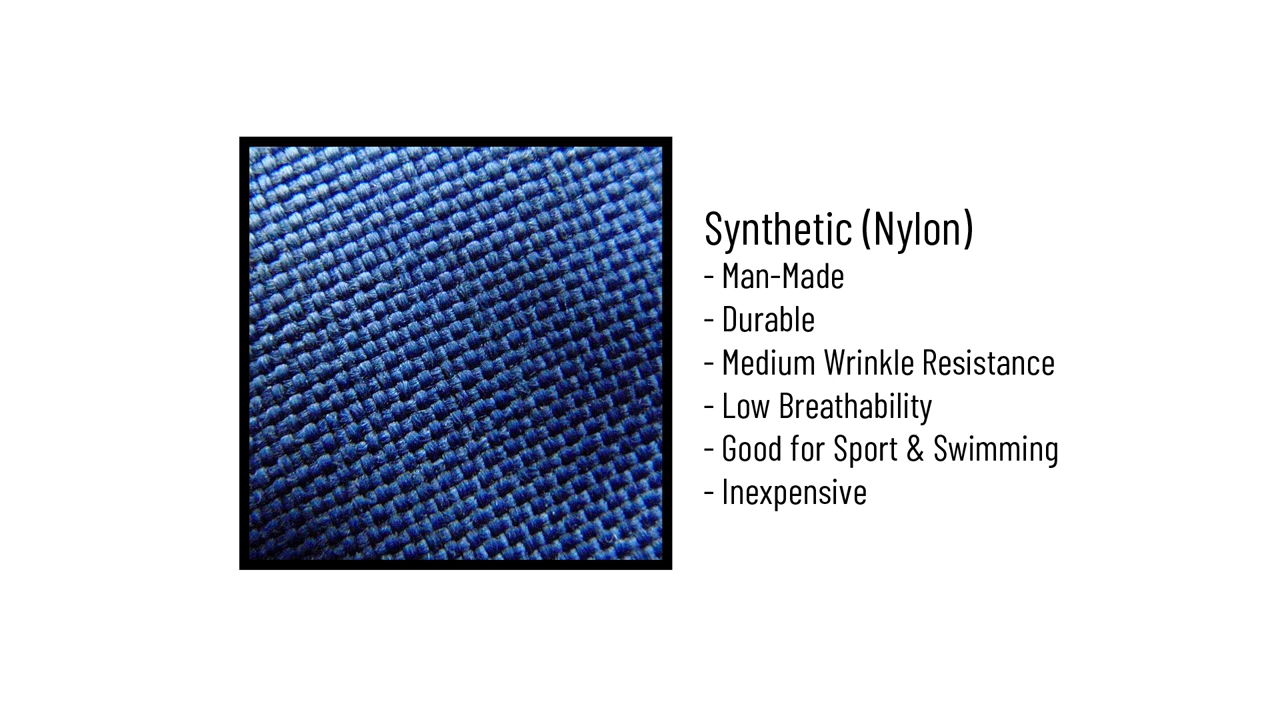 Synthetic (Nylon)
- Man-Made
- Durable
- Medium Wrinkle Resistance
- Low Breathability
- Good for Sport & Swimming
- Inexpensive